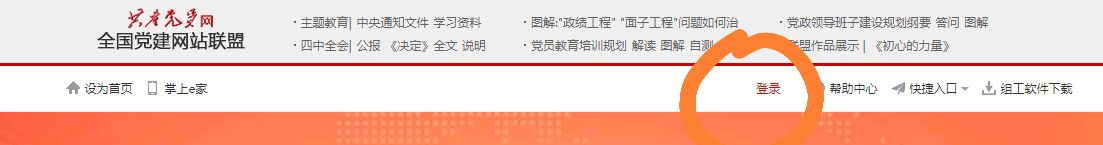 共产党员网
全国党建网站联盟
· 主题教育| 中央通知文件 学习资料
· 图解:"政绩工程" "面子工程"问题如何治
· 党政领导班子建设规划纲要 答问 图解
· 四中全会| 公报 《决定》全文 说明
· 党员教育培训规划 解读 图解 自测
联盟作品展示 | 《初心的力量》
设为首页 掌上e家 登录 帮助中心 快捷入口 组工软件下载